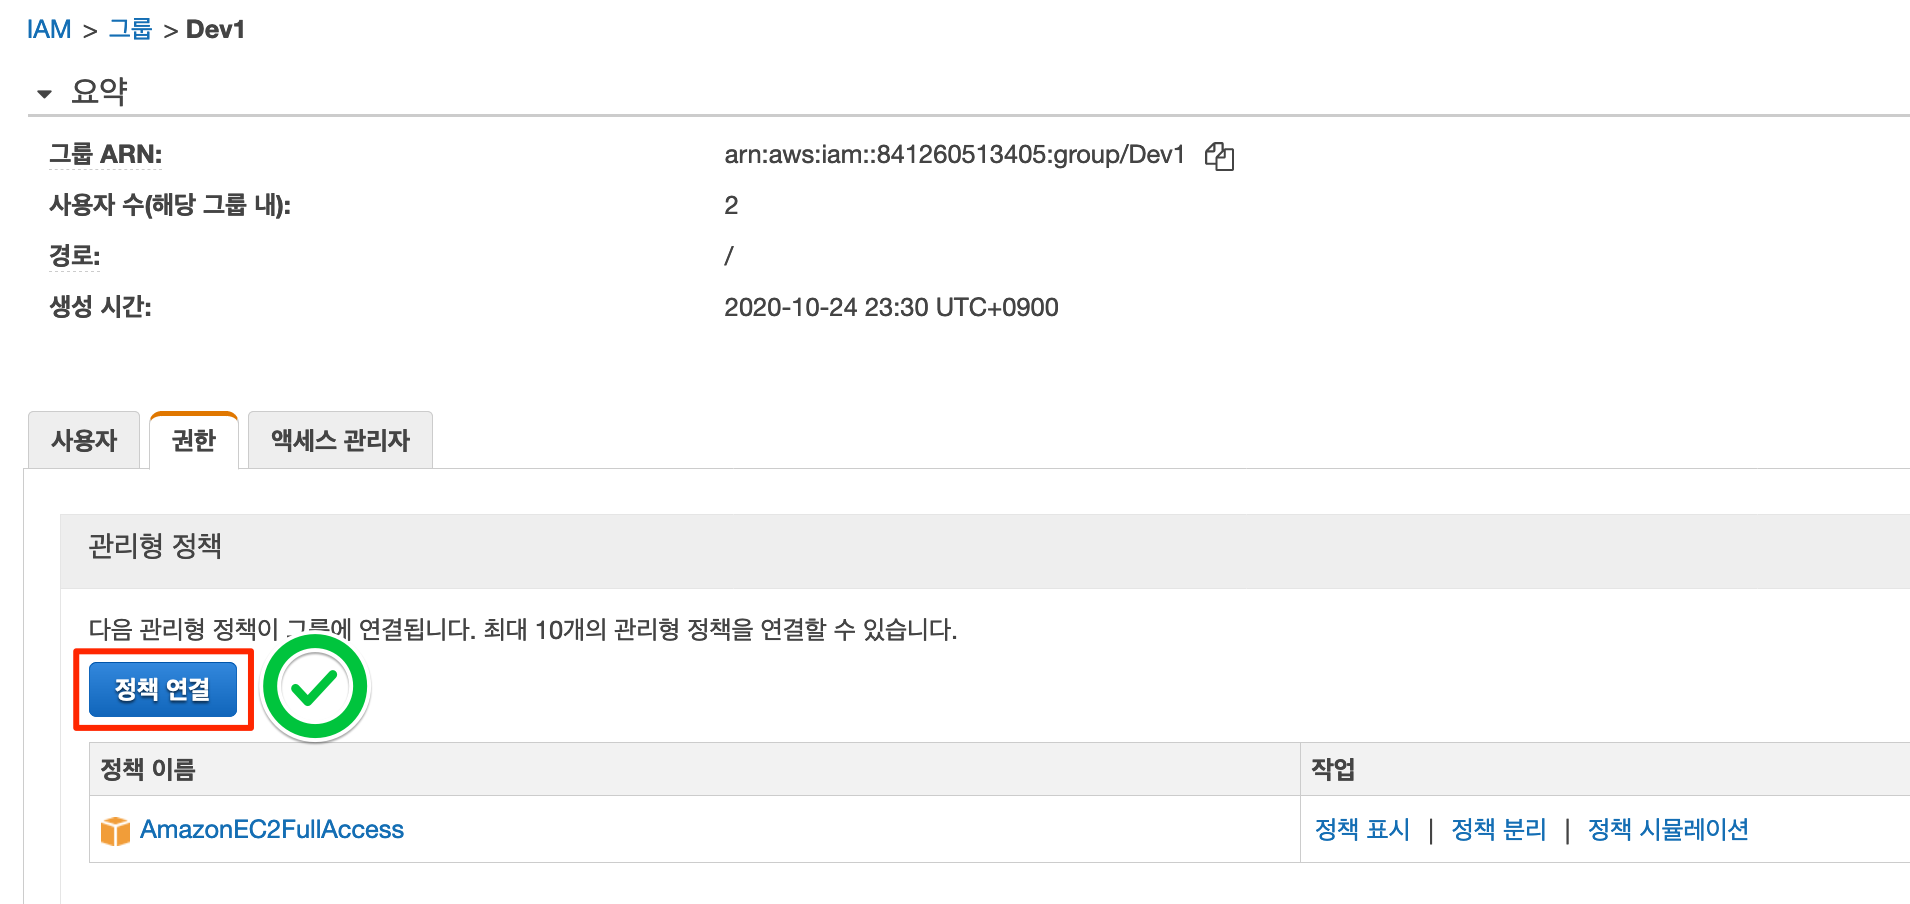 IAM > 그룹 > Dev1
요약
그룹 ARN: arn:aws:iam::841260513405:group/Dev1
사용자 수(해당 그룹 내): 2
경로: /
생성 시간: 2020-10-24 23:30 UTC+0900
사용자 권한 액세스 관리자
관리형 정책
다음 관리형 정책이 그룹에 연결됩니다. 최대 10개의 관리형 정책을 연결할 수 있습니다.
정책 연결
정책 이름 작업
AmazonEC2FullAccess 정책 표시 | 정책 분리 | 정책 시뮬레이션